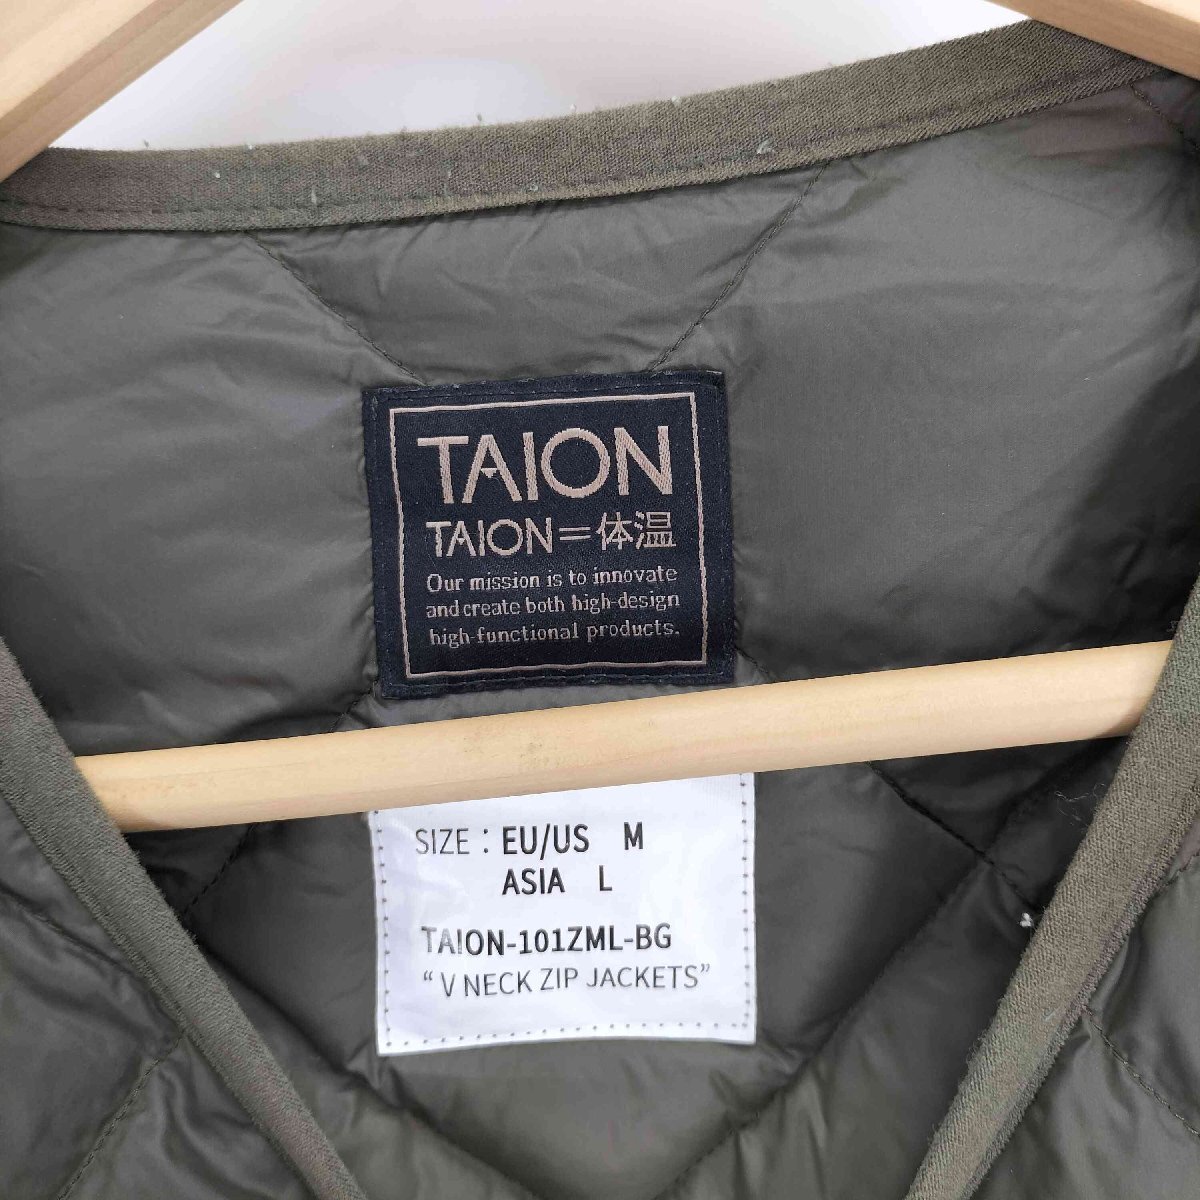 TAION
TAION=体温
Our mission is to innovate
and create both high-design
high-functional products.
SIZE : EU/US M
ASIA L
TAION-101ZML-BG
“V NECK ZIP JACKETS”